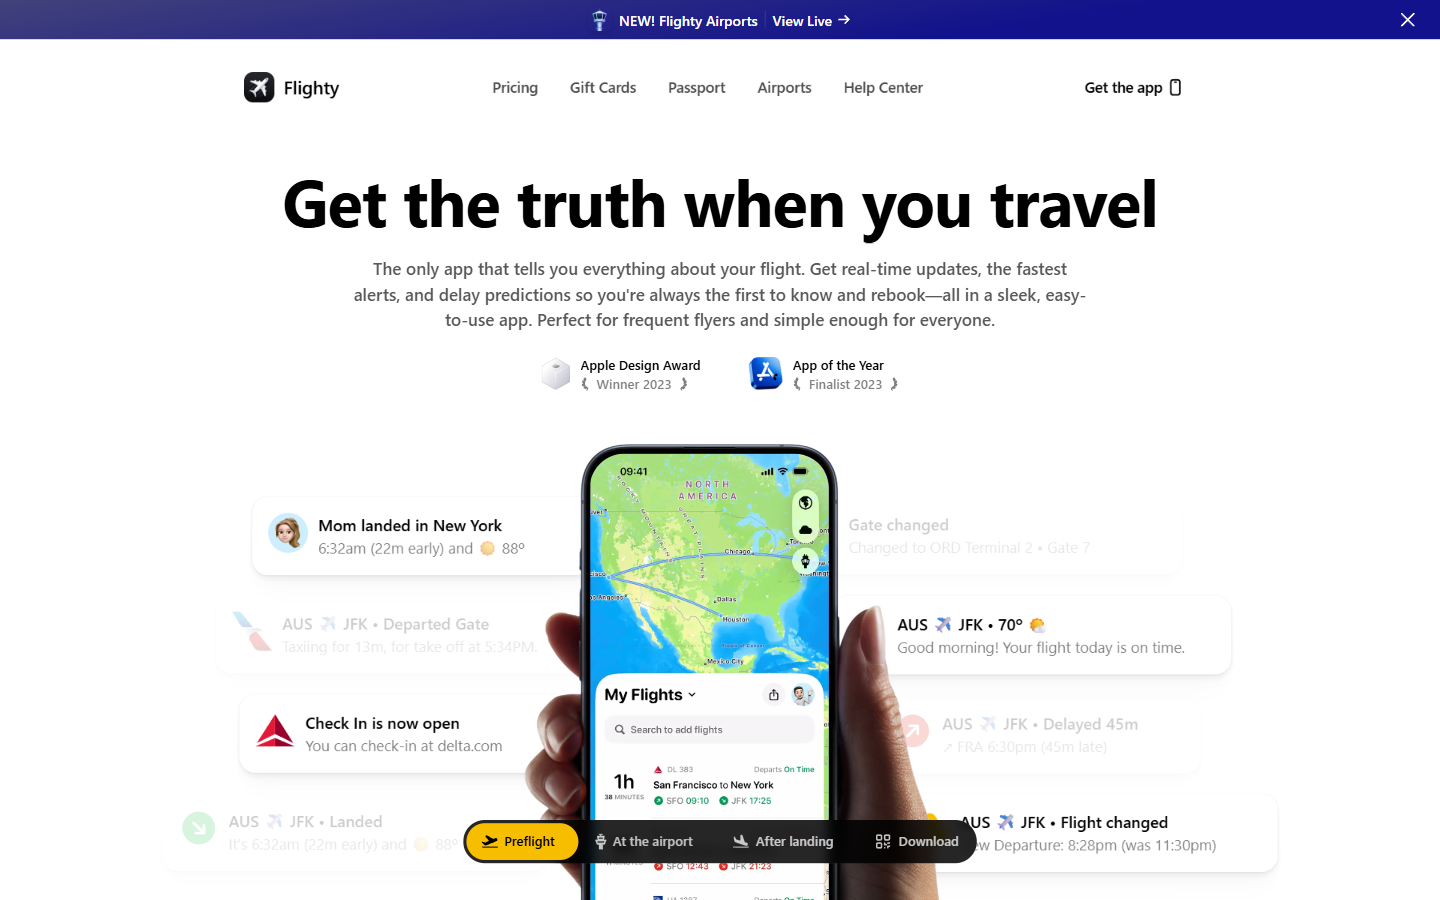 NEW! Flighty Airports
View Live →
Flighty
Pricing
Gift Cards
Passport
Airports
Help Center
Get the app
Get the truth when you travel
The only app that tells you everything about your flight. Get real-time updates, the fastest
alerts, and delay predictions so you're always the first to know and rebook—all in a sleek, easy-
to-use app. Perfect for frequent flyers and simple enough for everyone.
Apple Design Award
Winner 2023
App of the Year
Finalist 2023
09:41
NORTH
AMERICA
ROCKY MOUNTAINS
GREAT PLAINS
Chicago
Dallas
Houston
Mexico City
Mom landed in New York
6:32am (22m early) and ☀️ 88º
AUS ✈️ JFK • Departed Gate
Taxiing for 13m, for take off at 5:34PM.
Check In is now open
You can check-in at delta.com
AUS ✈️ JFK • Landed
It's 6:32am (22m early) and ☀️ 88º
Gate changed
Changed to ORD Terminal 2 • Gate 7
AUS ✈️ JFK • 70° 🌤️
Good morning! Your flight today is on time.
AUS ✈️ JFK • Delayed 45m
↗ FRA 6:30pm (45m late)
AUS ✈️ JFK • Flight changed
Departure: 8:28pm (was 11:30pm)
My Flights
Search to add flights
DL 383
Departs On Time
1h
38 MINUTES
San Francisco to New York
SFO 09:10
JFK 17:25
SFO 12:43
JFK 21:23
Preflight
At the airport
After landing
Download